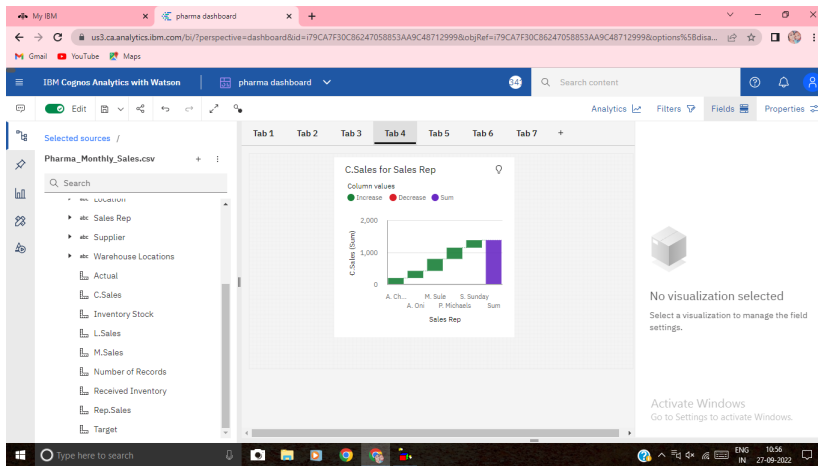 My IBM
pharma dashboard
us3.ca.analytics.ibm.com/bi/?perspective=dashboard&id=i79CA7F30C86247058853AA9C48712999&objRef=i79CA7F30C86247058853AA9C48712999&options%5Bdisa...
Gmail YouTube Maps
IBM Cognos Analytics with Watson
pharma dashboard
Search content
Edit
Analytics Filters Fields Properties
Selected sources /
Tab 1 Tab 2 Tab 3 Tab 4 Tab 5 Tab 6 Tab 7 +
Pharma_Monthly_Sales.csv
Search
abc Location
abc Sales Rep
abc Supplier
abc Warehouse Locations
Actual
C.Sales
Inventory Stock
L.Sales
M.Sales
Number of Records
Received Inventory
Rep.Sales
Target
C.Sales for Sales Rep
Column values
Increase Decrease Sum
2,000
1,000
0
C.Sales (Sum)
A. Ch... M. Sule S. Sunday
A. Oni P. Michaels Sum
Sales Rep
No visualization selected
Select a visualization to manage the field
settings.
Activate Windows
Go to Settings to activate Windows.
Type here to search
ENG
IN
10:56
27-09-2022